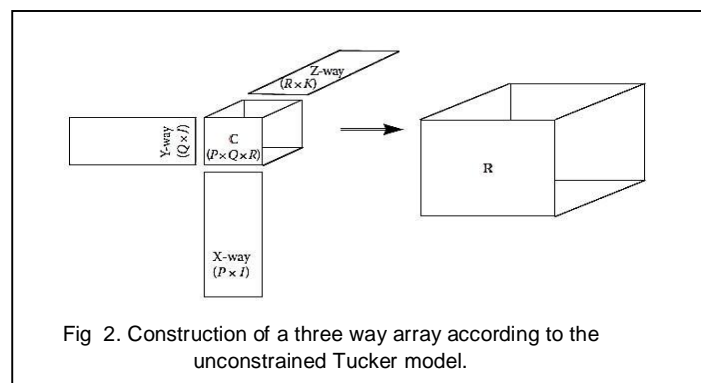 Z-way
(R×K)
Y-way
(Q×I)
C
(P×Q×R)
R
X-way
(P×I)
Fig 2. Construction of a three way array according to the
unconstrained Tucker model.